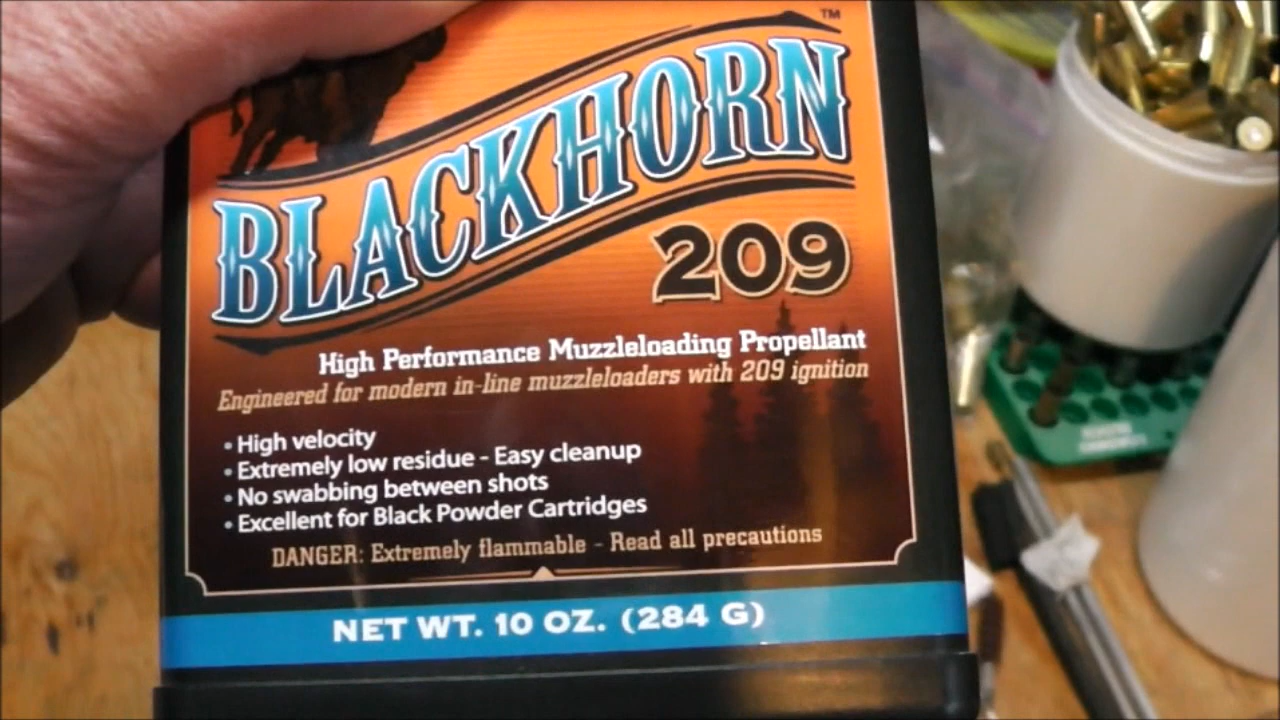 BLACKHORN™
209
High Performance Muzzleloading Propellant
Engineered for modern in-line muzzleloaders with 209 ignition
• High velocity
• Extremely low residue - Easy cleanup
• No swabbing between shots
• Excellent for Black Powder Cartridges
DANGER: Extremely flammable - Read all precautions
NET WT. 10 OZ. (284 G)